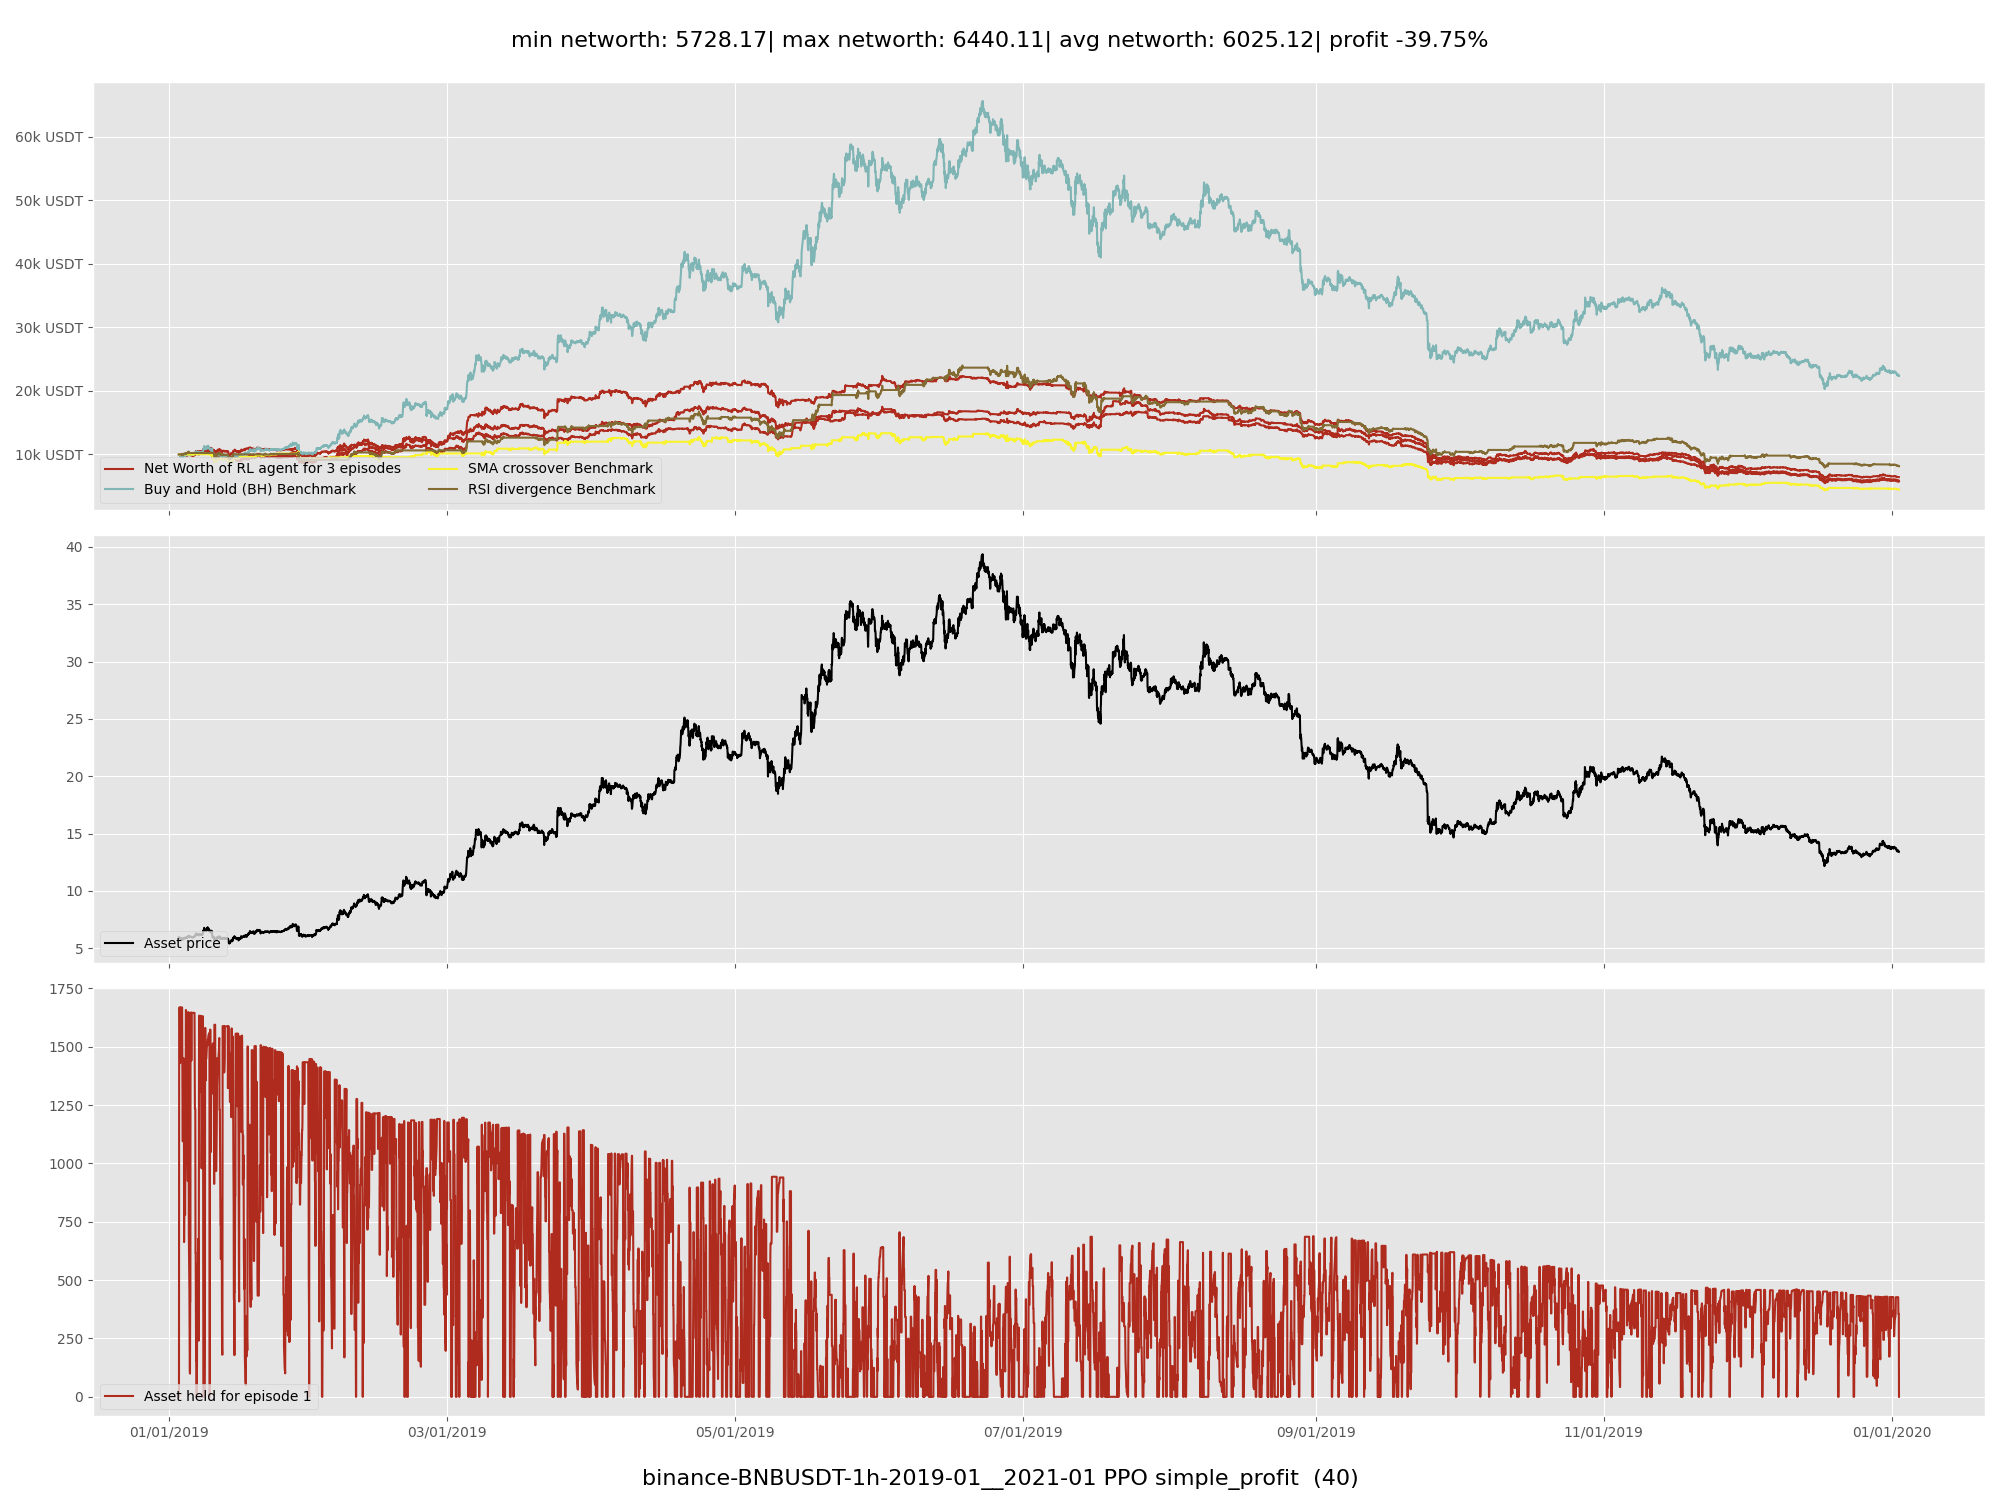 min networth: 5728.17| max networth: 6440.11| avg networth: 6025.12| profit -39.75%
60k USDT
50k USDT
40k USDT
30k USDT
20k USDT
10k USDT
Net Worth of RL agent for 3 episodes
Buy and Hold (BH) Benchmark
SMA crossover Benchmark
RSI divergence Benchmark
40
35
30
25
20
15
10
5
Asset price
1750
1500
1250
1000
750
500
250
0
Asset held for episode 1
01/01/2019
03/01/2019
05/01/2019
07/01/2019
09/01/2019
11/01/2019
01/01/2020
binance-BNBUSDT-1h-2019-01__2021-01 PPO simple_profit  (40)